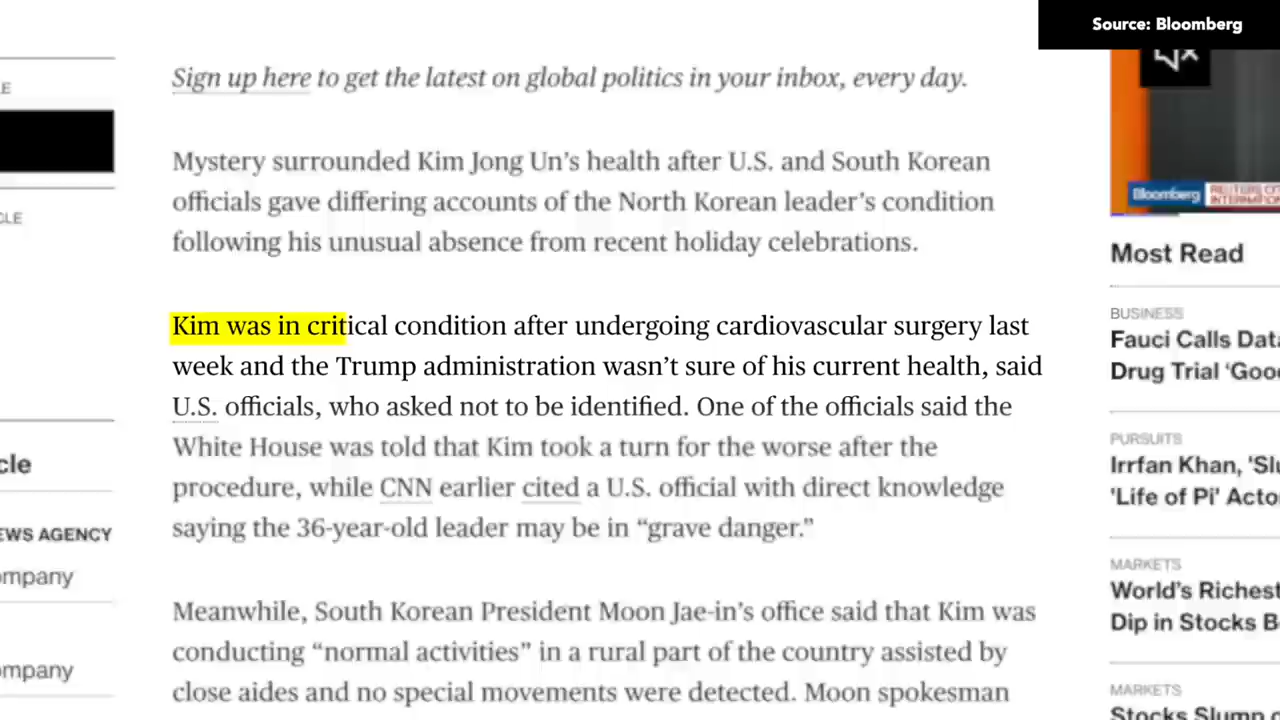 Source: Bloomberg
Sign up here to get the latest on global politics in your inbox, every day.
Mystery surrounded Kim Jong Un’s health after U.S. and South Korean
officials gave differing accounts of the North Korean leader’s condition
following his unusual absence from recent holiday celebrations.
Kim was in critical condition after undergoing cardiovascular surgery last
week and the Trump administration wasn’t sure of his current health, said
U.S. officials, who asked not to be identified. One of the officials said the
White House was told that Kim took a turn for the worse after the
procedure, while CNN earlier cited a U.S. official with direct knowledge
saying the 36-year-old leader may be in “grave danger.”
Meanwhile, South Korean President Moon Jae-in’s office said that Kim was
conducting “normal activities” in a rural part of the country assisted by
close aides and no special movements were detected. Moon spokesman
LE
CLE
cle
EWS AGENCY
ompany
ompany
Bloomberg
Most Read
BUSINESS
Fauci Calls Data
Drug Trial ‘Good
PURSUITS
Irrfan Khan, 'Slu
'Life of Pi' Acto
MARKETS
World’s Richest
Dip in Stocks B
MARKETS
Stocks Slump